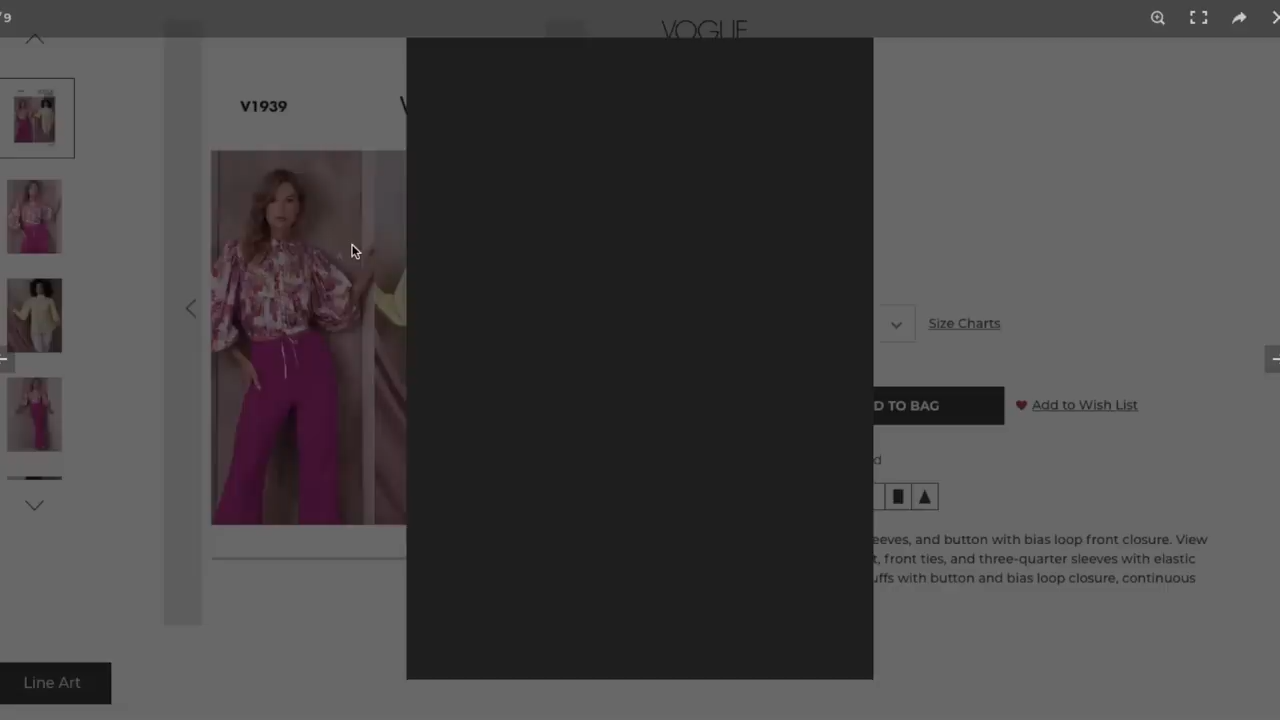 /9
VOGUE
V1939
Size Charts
D TO BAG
Add to Wish List
d
eeves, and button with bias loop front closure. View
t, front ties, and three-quarter sleeves with elastic
uffs with button and bias loop closure, continuous
Line Art